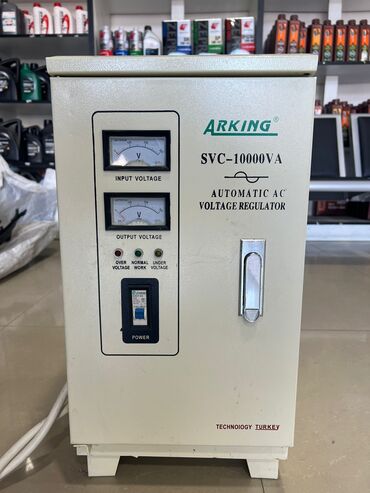 V
INPUT VOLTAGE
V
OUTPUT VOLTAGE
OVER VOLTAGE
NORMAL WORK
UNDER VOLTAGE
POWER
ARKING®
SVC-10000VA
AUTOMATIC AC
VOLTAGE REGULATOR
TECHNOIOGY TURKEY